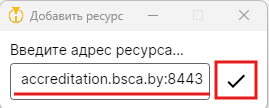 Добавить ресурс
Введите адрес ресурса...
accreditation.bsca.by:8443